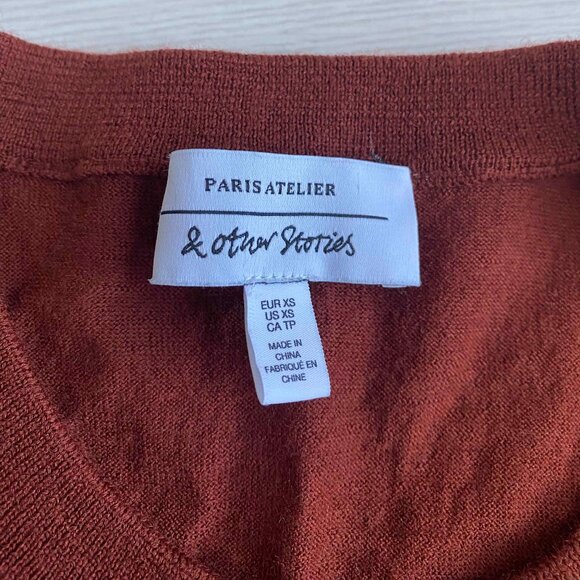 PARIS ATELIER
& Other Stories
EUR XS
US XS
CA TP
MADE IN
CHINA
FABRIQUÉ EN
CHINE